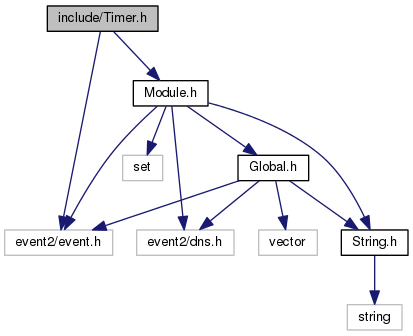 include/Timer.h
Module.h
set
Global.h
event2/event.h
event2/dns.h
vector
String.h
string